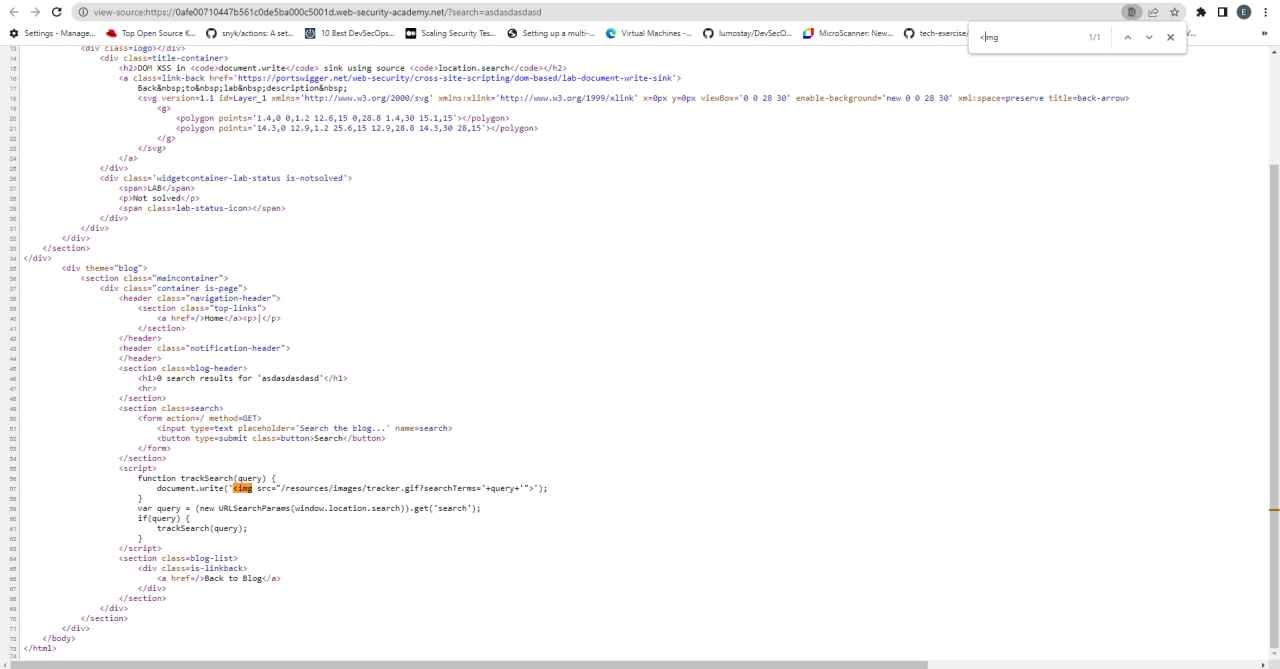 view-source:https://0afe00710447b561c0de5ba000c5001d.web-security-academy.net/?search=asdasdasdasd
E
Settings - Manage... Top Open Source K... snyk/actions: A set... 10 Best DevSecOps... Scaling Security Tes... Setting up a multi-... Virtual Machines -... lumostay/DevSecO... MicroScanner: New... tech-exercise/ V... »
<img 1/1
13 <div class=logo></div>
14 <div class=title-container>
15 <h2>DOM XSS in <code>document.write</code> sink using source <code>location.search</code></h2>
16 <a class=link-back href='https://portswigger.net/web-security/cross-site-scripting/dom-based/lab-document-write-sink'>
17 Back&nbsp;to&nbsp;lab&nbsp;description&nbsp;
18 <svg version=1.1 id=Layer_1 xmlns='http://www.w3.org/2000/svg' xmlns:xlink='http://www.w3.org/1999/xlink' x=0px y=0px viewBox='0 0 28 30' enable-background='new 0 0 28 30' xml:space=preserve title=back-arrow>
19 <g>
20 <polygon points='1.4,0 0,1.2 12.6,15 0,28.8 1.4,30 15.1,15'></polygon>
21 <polygon points='14.3,0 12.9,1.2 25.6,15 12.9,28.8 14.3,30 28,15'></polygon>
22 </g>
23 </svg>
24 </a>
25 </div>
26 <div class='widgetcontainer-lab-status is-notsolved'>
27 <span>LAB</span>
28 <p>Not solved</p>
29 <span class=lab-status-icon></span>
30 </div>
31 </div>
32 </div>
33 </section>
34 </div>
35 <div theme="blog">
36 <section class="maincontainer">
37 <div class="container is-page">
38 <header class="navigation-header">
39 <section class="top-links">
40 <a href=/>Home</a><p>|</p>
41 </section>
42 </header>
43 <header class="notification-header">
44 </header>
45 <section class=blog-header>
46 <h1>0 search results for 'asdasdasdasd'</h1>
47 <hr>
48 </section>
49 <section class=search>
50 <form action=/ method=GET>
51 <input type=text placeholder='Search the blog...' name=search>
52 <button type=submit class=button>Search</button>
53 </form>
54 </section>
55 <script>
56 function trackSearch(query) {
57 document.write('<img src="/resources/images/tracker.gif?searchTerms='+query+'">');
58 }
59 var query = (new URLSearchParams(window.location.search)).get('search');
60 if(query) {
61 trackSearch(query);
62 }
63 </script>
64 <section class=blog-list>
65 <div class=is-linkback>
66 <a href=/>Back to Blog</a>
67 </div>
68 </section>
69 </div>
70 </section>
71 </div>
72 </body>
73 </html>
74